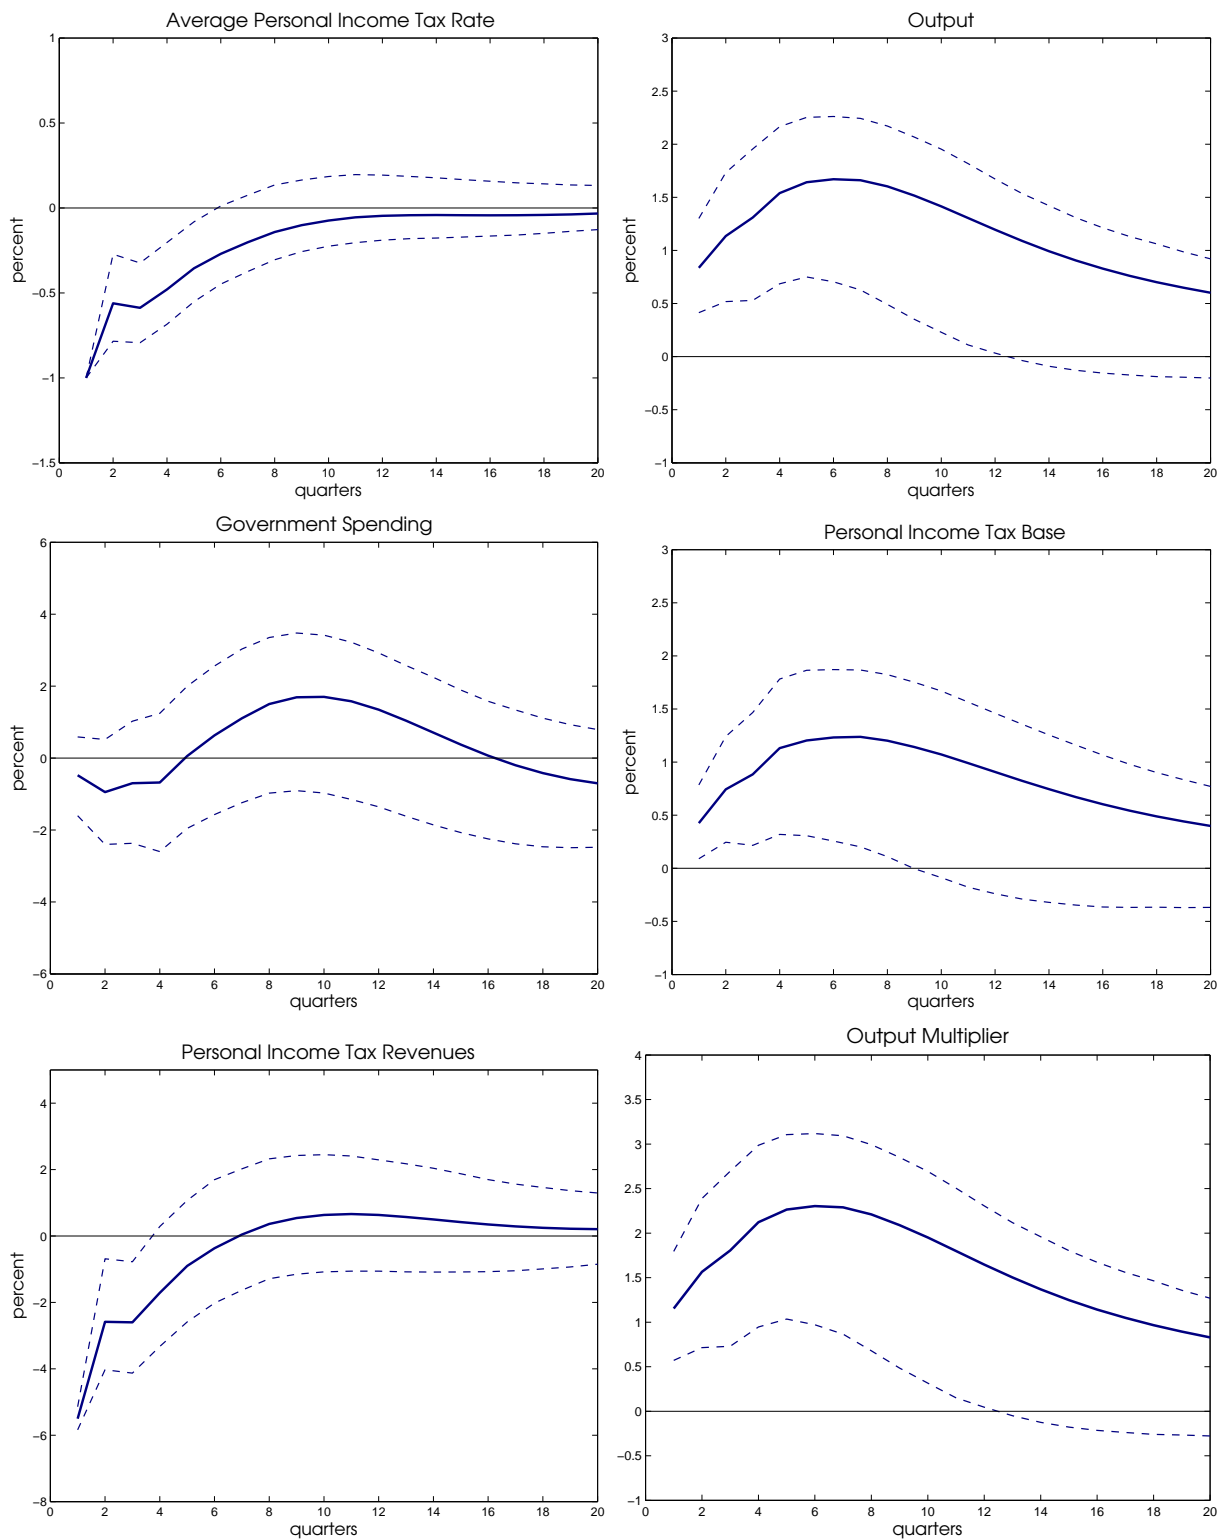 Average Personal Income Tax Rate
1
0.5
0
−0.5
−1
−1.5
percent
0 2 4 6 8 10 12 14 16 18 20
quarters
Output
3
2.5
2
1.5
1
0.5
0
−0.5
−1
percent
0 2 4 6 8 10 12 14 16 18 20
quarters
Government Spending
6
4
2
0
−2
−4
−6
percent
0 2 4 6 8 10 12 14 16 18 20
quarters
Personal Income Tax Base
3
2.5
2
1.5
1
0.5
0
−0.5
−1
percent
0 2 4 6 8 10 12 14 16 18 20
quarters
Personal Income Tax Revenues
4
2
0
−2
−4
−6
−8
percent
0 2 4 6 8 10 12 14 16 18 20
quarters
Output Multiplier
4
3.5
3
2.5
2
1.5
1
0.5
0
−0.5
−1
0 2 4 6 8 10 12 14 16 18 20
quarters